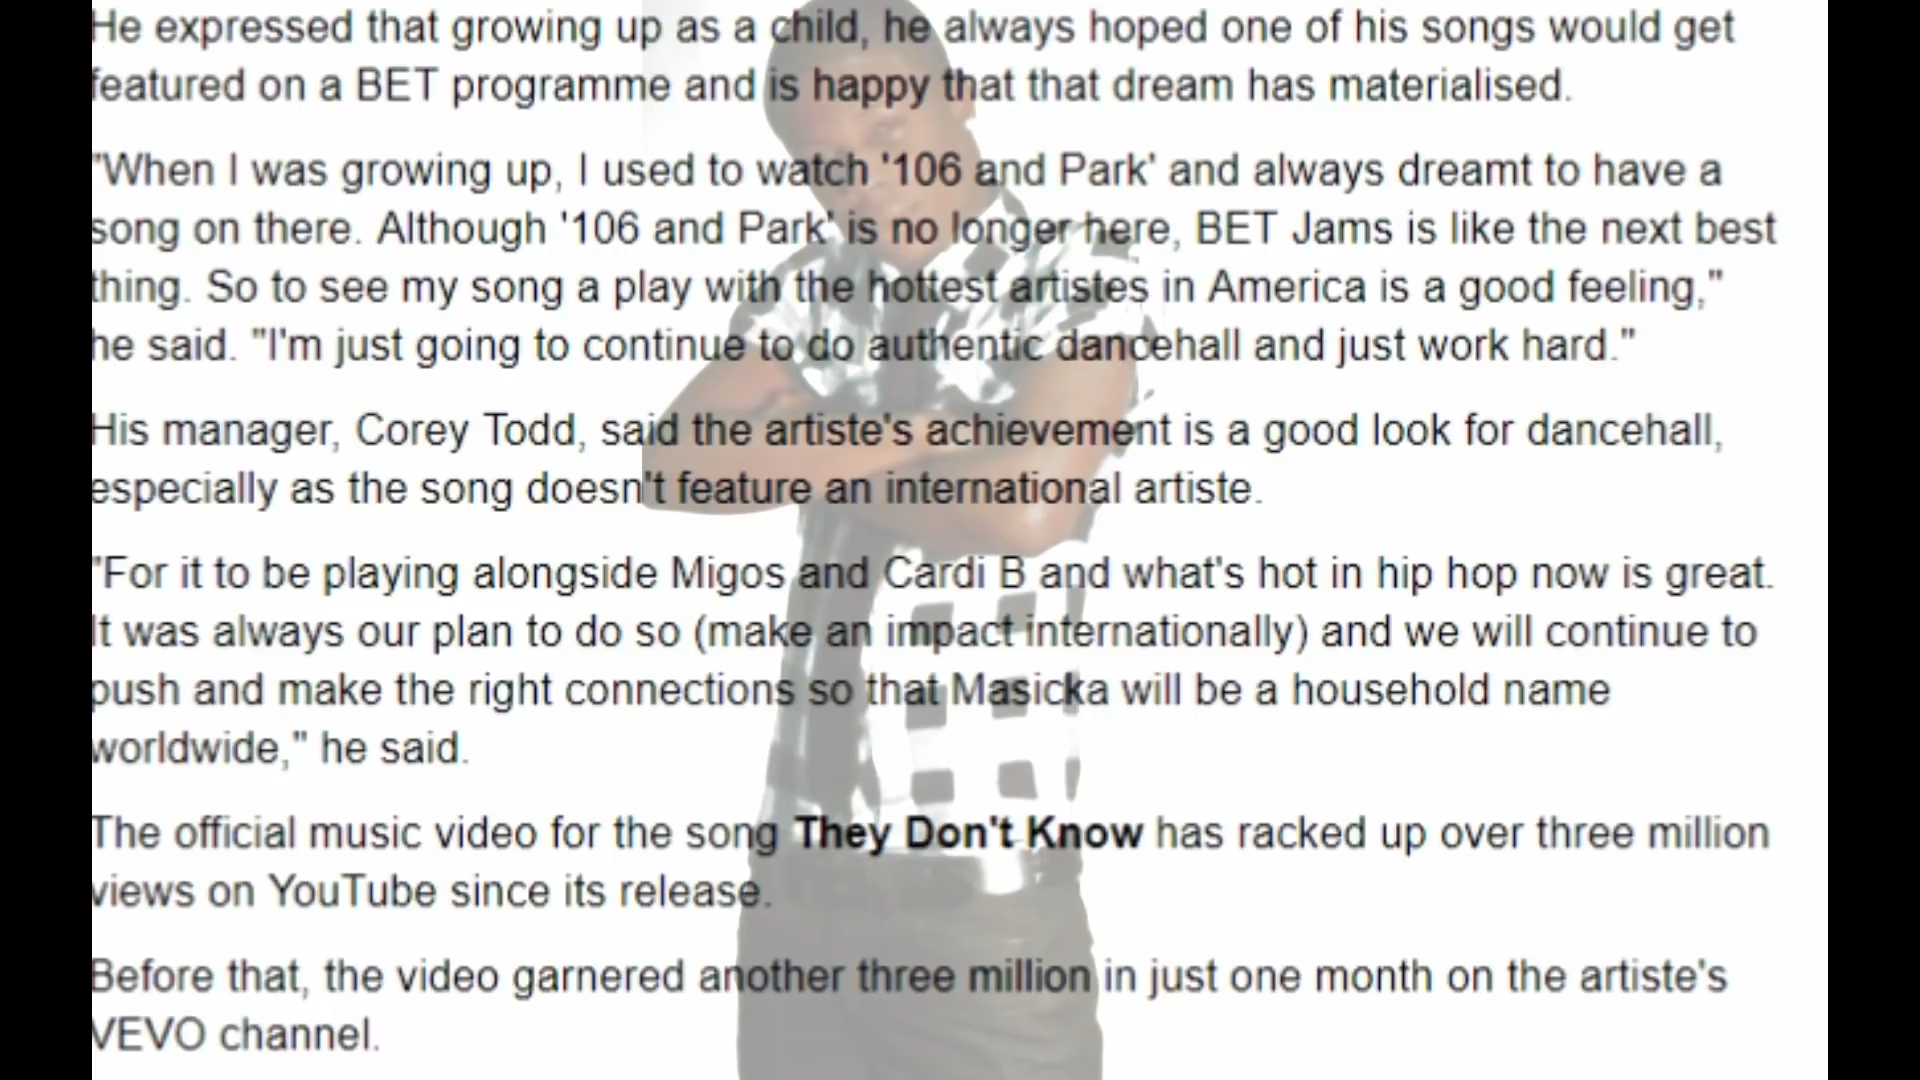 He expressed that growing up as a child, he always hoped one of his songs would get
featured on a BET programme and is happy that that dream has materialised.
"When I was growing up, I used to watch '106 and Park' and always dreamt to have a
song on there. Although '106 and Park' is no longer here, BET Jams is like the next best
thing. So to see my song a play with the hottest artistes in America is a good feeling,"
he said. "I'm just going to continue to do authentic dancehall and just work hard."
His manager, Corey Todd, said the artiste's achievement is a good look for dancehall,
especially as the song doesn't feature an international artiste.
"For it to be playing alongside Migos and Cardi B and what's hot in hip hop now is great.
It was always our plan to do so (make an impact internationally) and we will continue to
push and make the right connections so that Masicka will be a household name
worldwide," he said.
The official music video for the song They Don't Know has racked up over three million
views on YouTube since its release.
Before that, the video garnered another three million in just one month on the artiste's
VEVO channel.